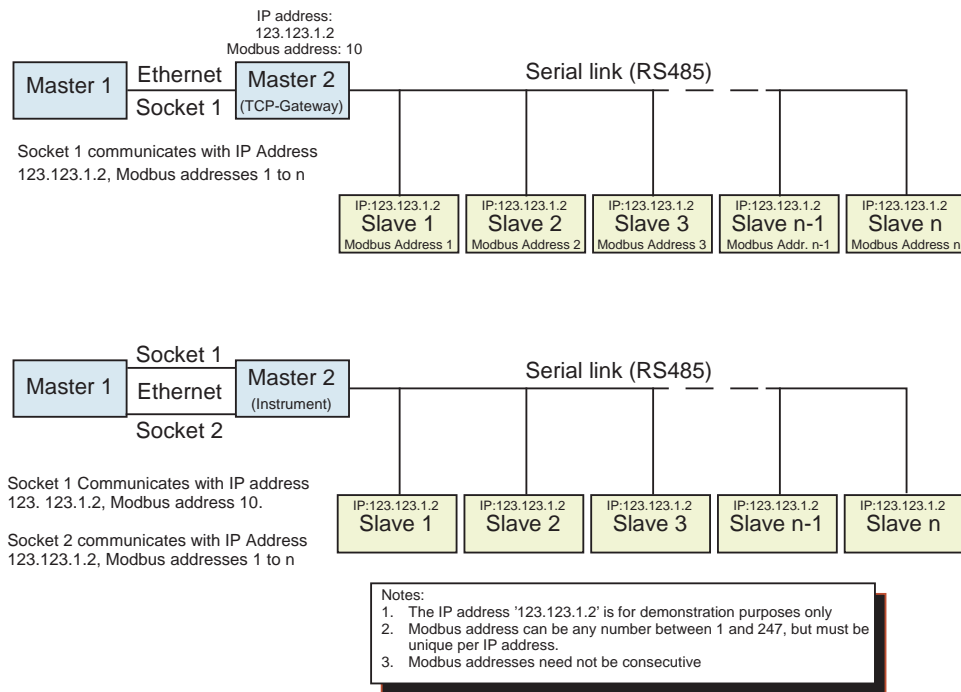 IP address:
123.123.1.2
Modbus address: 10
Master 1
Ethernet
Socket 1
Master 2
(TCP-Gateway)
Serial link (RS485)
Socket 1 communicates with IP Address
123.123.1.2, Modbus addresses 1 to n
IP:123.123.1.2
Slave 1
Modbus Address 1
IP:123.123.1.2
Slave 2
Modbus Address 2
IP:123.123.1.2
Slave 3
Modbus Address 3
IP:123.123.1.2
Slave n-1
Modbus Addr. n-1
IP:123.123.1.2
Slave n
Modbus Address n
Master 1
Socket 1
Ethernet
Socket 2
Master 2
(Instrument)
Serial link (RS485)
Socket 1 Communicates with IP address
123. 123.1.2, Modbus address 10.
Socket 2 communicates with IP Address
123.123.1.2, Modbus addresses 1 to n
IP:123.123.1.2
Slave 1
IP:123.123.1.2
Slave 2
IP:123.123.1.2
Slave 3
IP:123.123.1.2
Slave n-1
IP:123.123.1.2
Slave n
Notes:
1. The IP address '123.123.1.2' is for demonstration purposes only
2. Modbus address can be any number between 1 and 247, but must be
unique per IP address.
3. Modbus addresses need not be consecutive